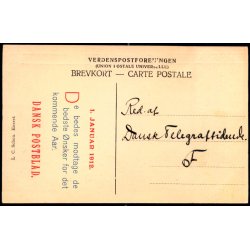 VERDENSPOSTFORENINGEN
(UNION POSTALE UNIVERSELLE)
BREVKORT — CARTE POSTALE
1. JANUAR 1912.
De bedes modtage de
bedste Ønsker for det
kommende Aar.
DANSK POSTBLAD.
Red. af
Dansk Telegraftidende
F